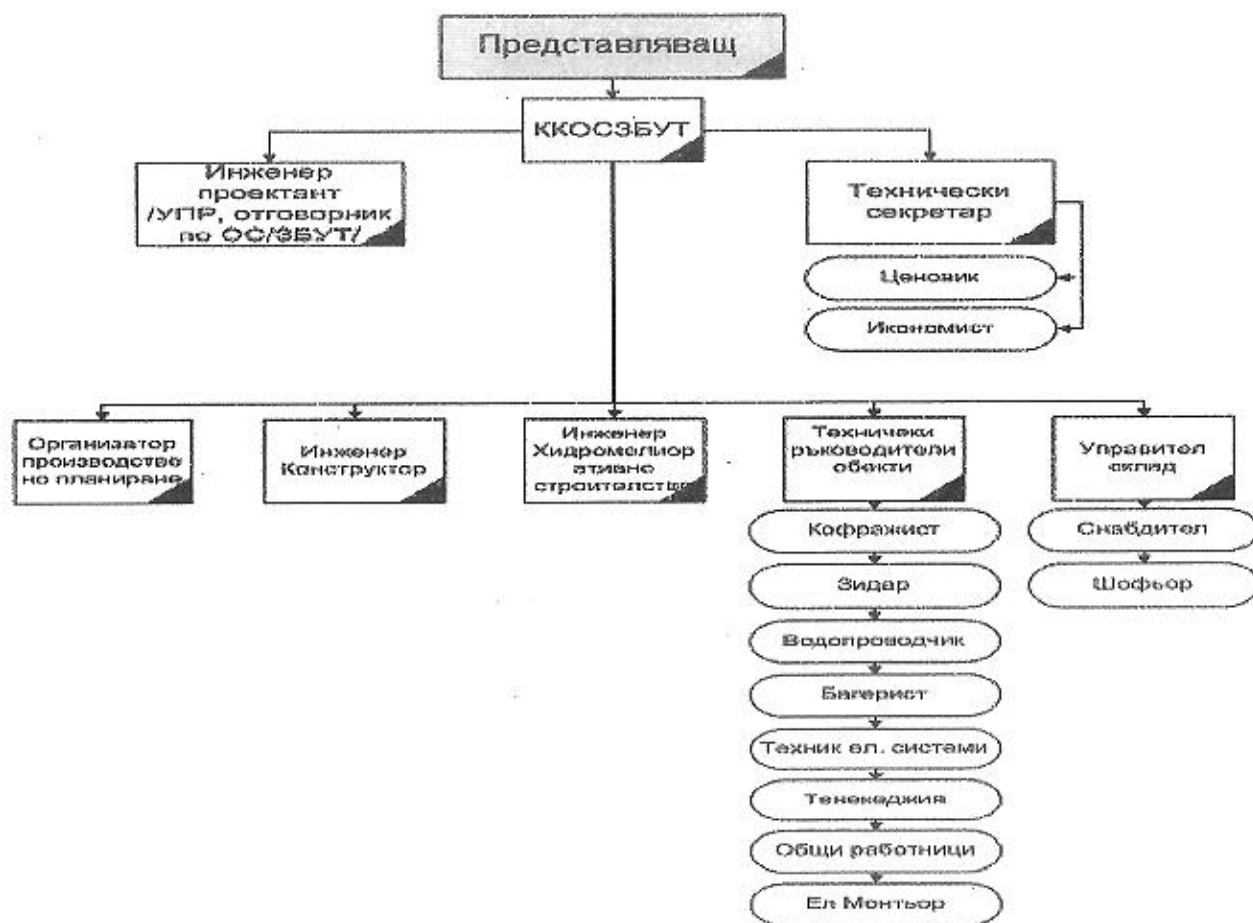 Представляващ
ККОСЗБУТ
Инженер
проектант
/УПР, отговорник
по ОС/ЗБУТ/
Технически
секретар
Ценовик
Икономист
Организатор
производстве
но планиране
Инженер
Конструктор
Инженер
Хидромелиор
ативно
строителство
Технически
ръководители
обекти
Управител
склад
Кофражист
Зидар
Водопроводчик
Багерист
Техник ел. системи
Тенекеджия
Общи работници
Ел Монтьор
Снабдител
Шофьор